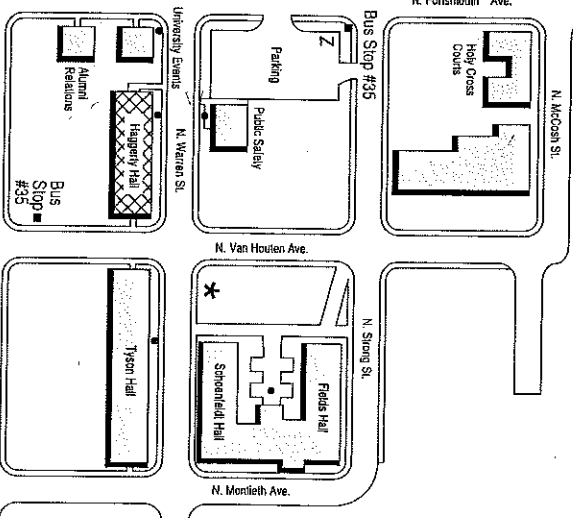 N. Portsmouth Ave.
N. McCosh St.
Holy Cross
Courts
Bus Stop #35
Z
Parking
Public Safety
University Events
N. Warren St.
Alumni
Relations
Haggerty Hall
Bus
Stop
#35
N. Van Houten Ave.
N. Strong St.
*
Fields Hall
Schoenfeldt Hall
Tyson Hall
N. Montieth Ave.